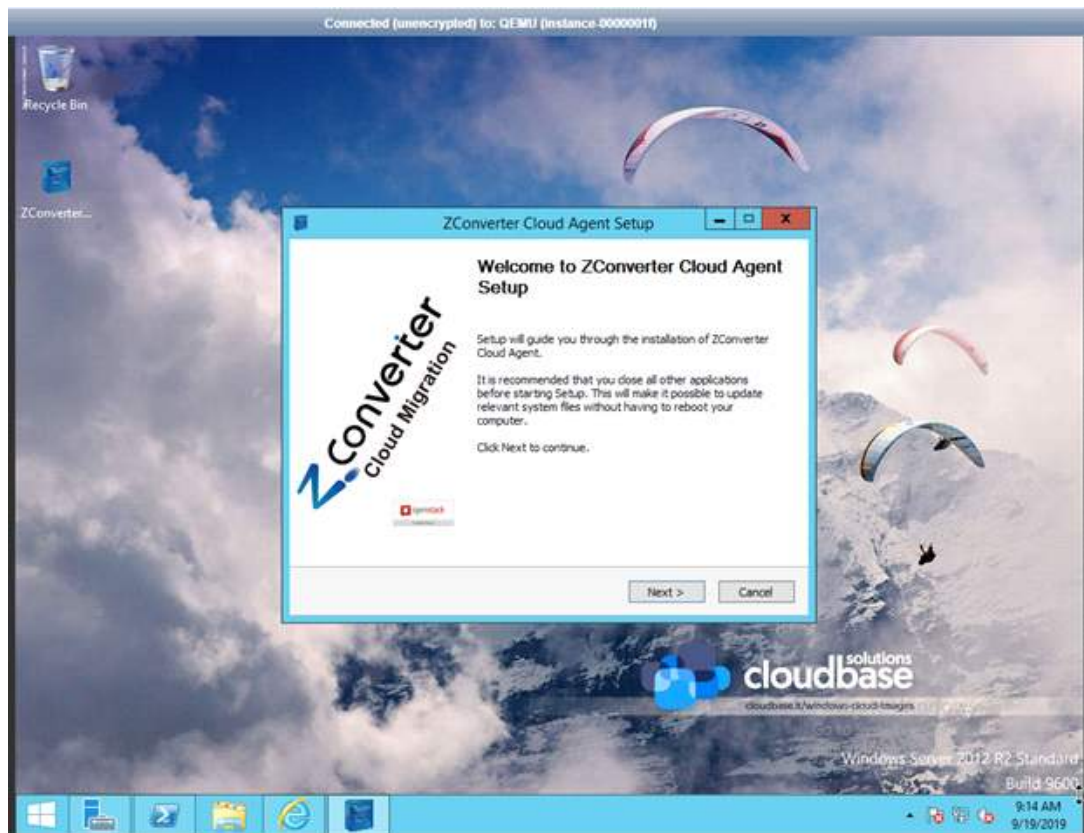 Connected (unencrypted) to: QEMU (instance-0000001f)
Recycle Bin
ZConverter...
ZConverter Cloud Agent Setup
Welcome to ZConverter Cloud Agent
Setup
Setup will guide you through the installation of ZConverter
Cloud Agent.
It is recommended that you close all other applications
before starting Setup. This will make it possible to update
relevant system files without having to reboot your
computer.
Click Next to continue.
ZConverter
Cloud Migration
openstack
Next >
Cancel
cloudbase
solutions
cloudbase.it/windows-cloud-images
Windows Server 2012 R2 Standard
Build 9600
9:14 AM
9/19/2019